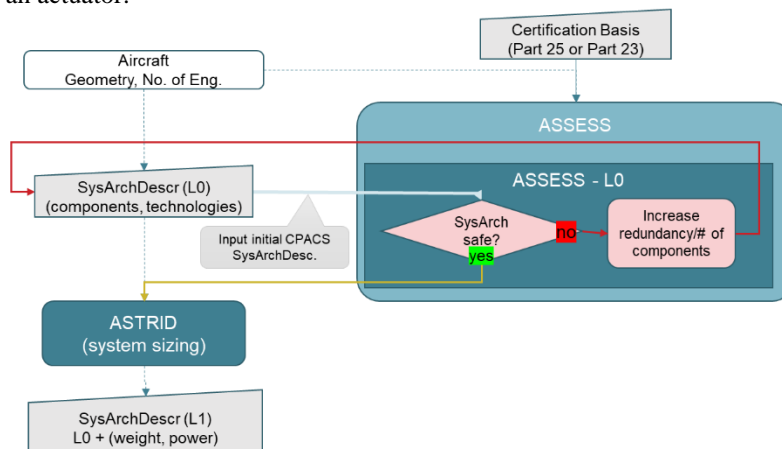 an actuator.
Certification Basis
(Part 25 or Part 23)
Aircraft
Geometry, No. of Eng.
ASSESS
ASSESS - L0
SysArchDescr (L0)
(components, technologies)
Input initial CPACS
SysArchDesc.
SysArch
safe?
no
yes
Increase
redundancy/# of
components
ASTRID
(system sizing)
SysArchDescr (L1)
L0 + (weight, power)